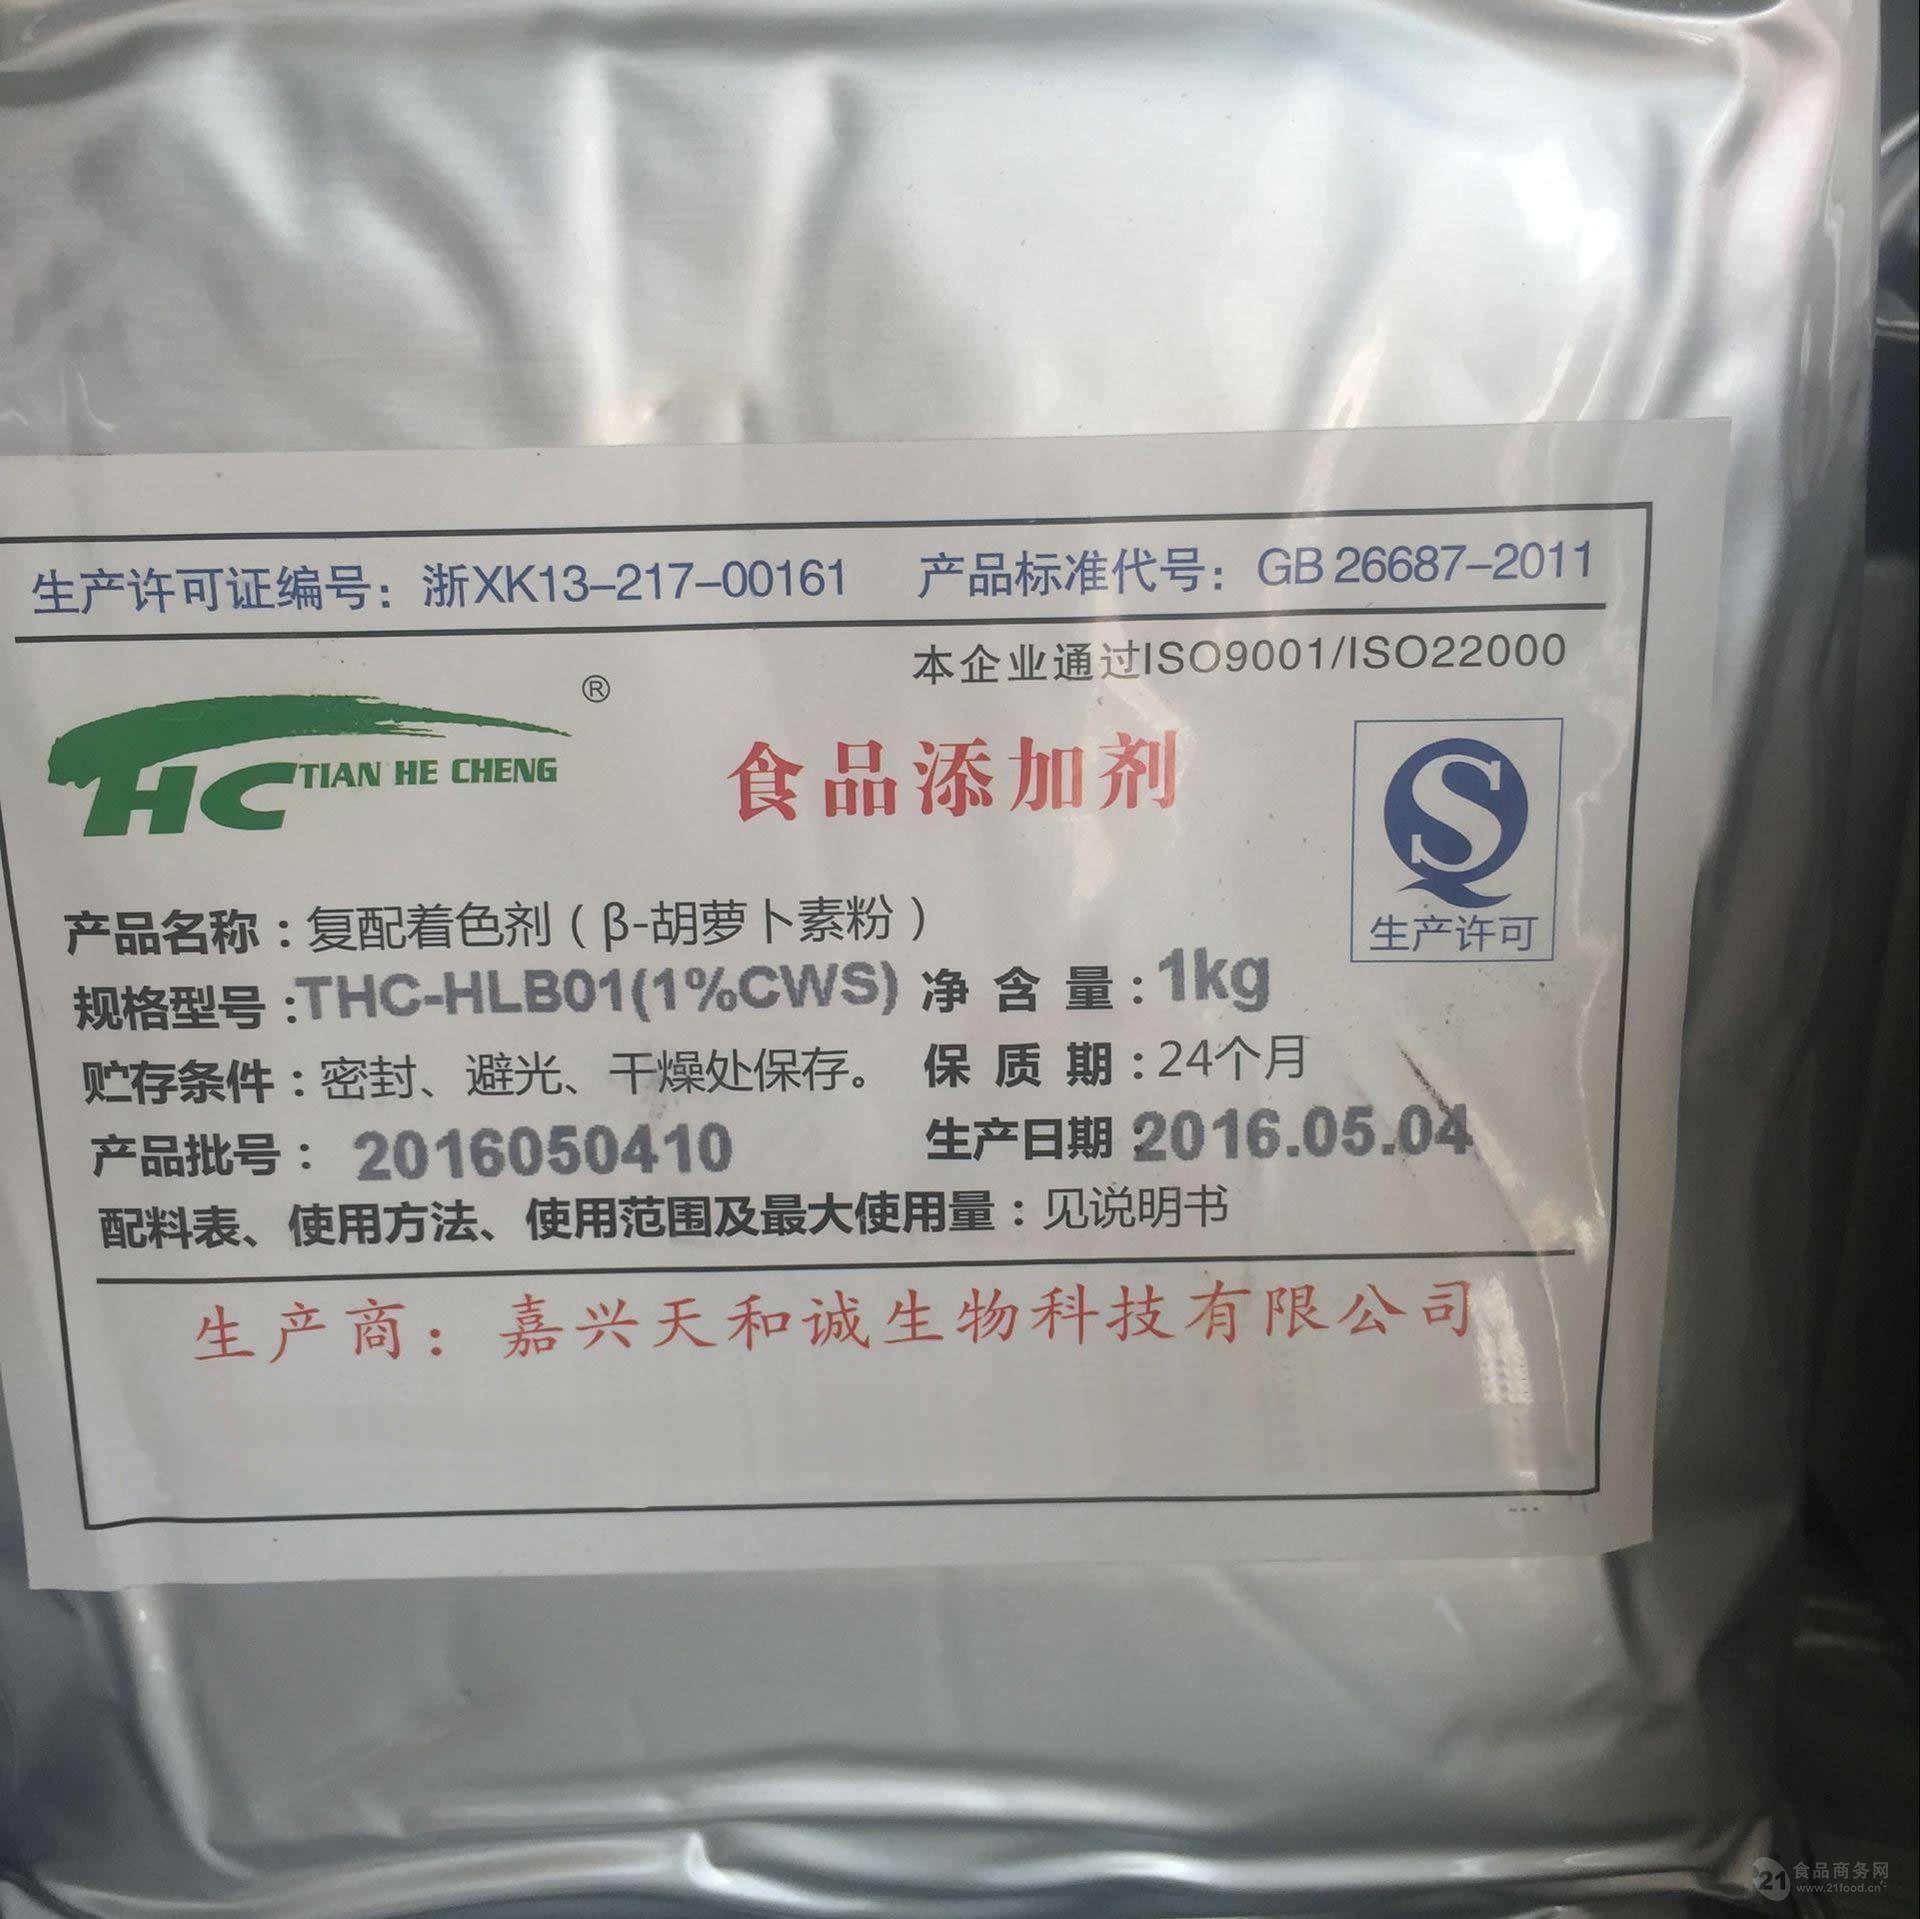 生产许可证编号：浙XK13-217-00161 产品标准代号：GB 26687-2011
本企业通过ISO9001/ISO22000
®
THC TIAN HE CHENG
食品添加剂
产品名称：复配着色剂（β-胡萝卜素粉）
生产许可
规格型号：THC-HLB01(1%CWS) 净含量：1kg
贮存条件：密封、避光、干燥处保存。 保质期：24个月
产品批号：2016050410 生产日期：2016.05.04
配料表、使用方法、使用范围及最大使用量：见说明书
生产商：嘉兴天和诚生物科技有限公司
21 食品商务网
www.21food.cn